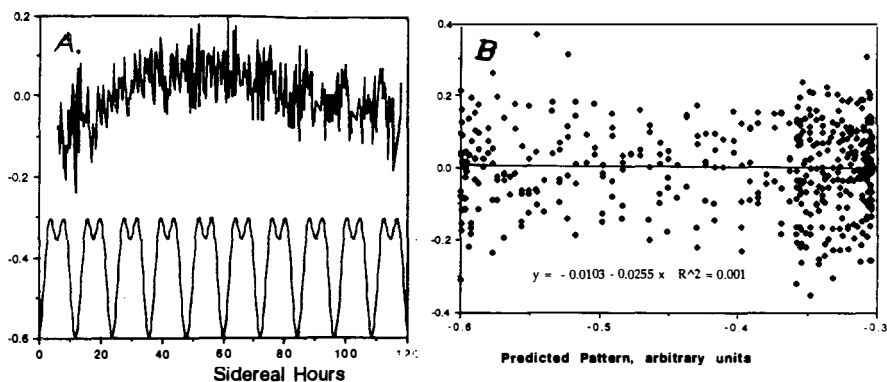 A.
0.2
0.0
-0.2
-0.4
-0.6
0 20 40 60 80 100
Sidereal Hours
B
0.4
0.2
0.0
-0.2
-0.4
y = - 0.0103 - 0.0255 x R^2 = 0.001
-0.6 -0.5 -0.4 -0.3
Predicted Pattern, arbitrary units